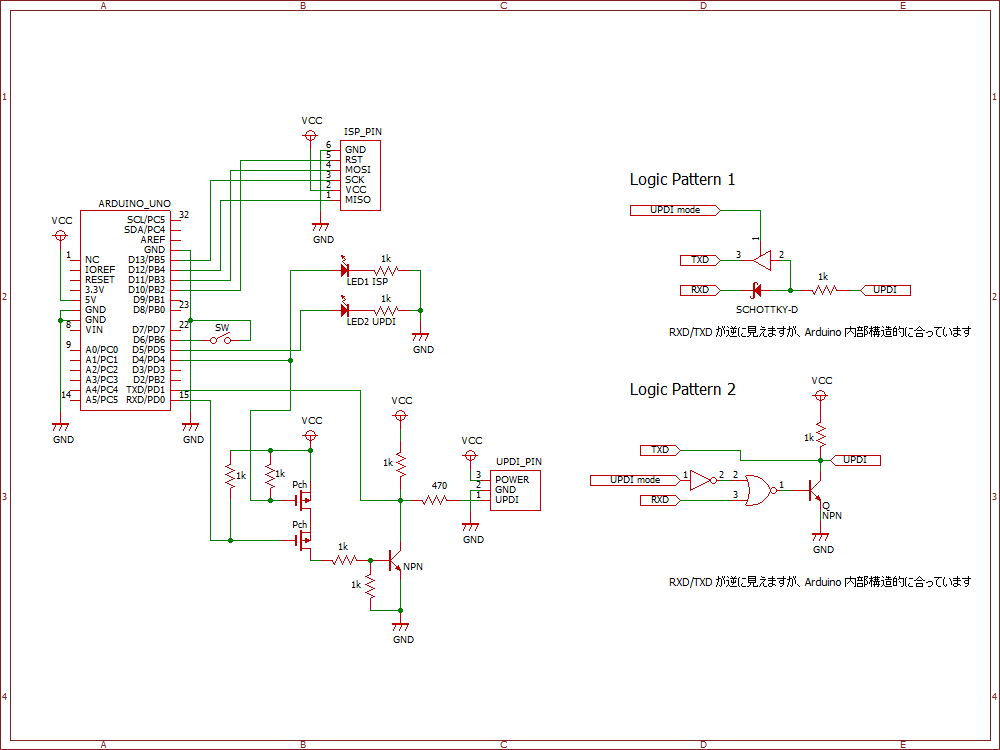 A B C D E
1 1
VCC
ISP_PIN
6 GND
5 RST
4 MOSI
3 SCK
2 VCC
1 MISO
GND
ARDUINO_UNO
VCC
SCL/PC5 32
SDA/PC4
AREF
GND
1 NC D13/PB5
IOREF D12/PB4
RESET D11/PB3
3.3V D10/PB2
5V D9/PB1
GND D8/PB0 23
GND
8 VIN D7/PD7 22
D6/PB6
9 A0/PC0 D5/PD5
A1/PC1 D4/PD4
A2/PC2 D3/PD3
A3/PC3 D2/PB2
A4/PC4 TXD/PD1
14 A5/PC5 RXD/PD0 15
GND
GND
SW
1k
LED1 ISP
1k
LED2 UPDI
GND
2 2
VCC
1k
1k
Pch
Pch
1k
1k
NPN
GND
VCC
1k
470
VCC
UPDI_PIN
3 POWER
2 GND
1 UPDI
GND
Logic Pattern 1
UPDI mode
1
TXD 3 2
1k
RXD UPDI
SCHOTTKY-D
RXD/TXD が逆に見えますが、Arduino 内部構造的に合っています
Logic Pattern 2
VCC
1k
TXD UPDI
UPDI mode 1 2 2
RXD 3 1
Q
NPN
GND
RXD/TXD が逆に見えますが、Arduino 内部構造的に合っています
3 3
4 4
A B C D E